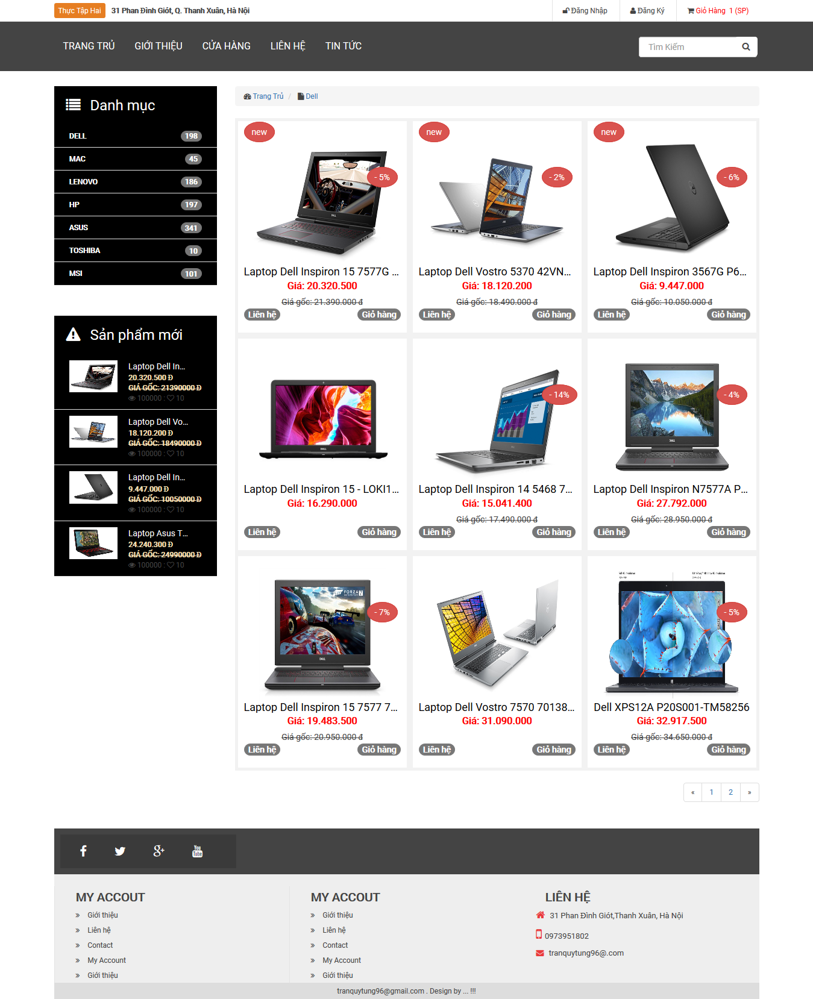 Thực Tập Hai 31 Phan Đình Giót, Q. Thanh Xuân, Hà Nội Đăng Nhập Đăng Ký Giỏ Hàng 1 (SP)
TRANG TRỦ GIỚI THIỆU CỬA HÀNG LIÊN HỆ TIN TỨC Tìm Kiếm
Danh mục
DELL 198
MAC 45
LENOVO 186
HP 197
ASUS 341
TOSHIBA 10
MSI 101
Sản phẩm mới
Laptop Dell In...
20.320.500 Đ
GIÁ GỐC: 21390000 Đ
100000 : 10
Laptop Dell Vo...
18.120.200 Đ
GIÁ GỐC: 18490000 Đ
100000 : 10
Laptop Dell In...
9.447.000 Đ
GIÁ GỐC: 10050000 Đ
100000 : 10
Laptop Asus T...
24.240.300 Đ
GIÁ GỐC: 24990000 Đ
100000 : 10
Trang Trủ / Dell
new new new
- 5% - 2% - 6%
Laptop Dell Inspiron 15 7577G ... Laptop Dell Vostro 5370 42VN... Laptop Dell Inspiron 3567G P6...
Giá: 20.320.500 Giá: 18.120.200 Giá: 9.447.000
Giá gốc: 21.390.000 đ Giá gốc: 18.490.000 đ Giá gốc: 10.050.000 đ
Liên hệ Giỏ hàng Liên hệ Giỏ hàng Liên hệ Giỏ hàng
- 14% - 4%
Laptop Dell Inspiron 15 - LOKI1... Laptop Dell Inspiron 14 5468 7... Laptop Dell Inspiron N7577A P...
Giá: 16.290.000 Giá: 15.041.400 Giá: 27.792.000
Giá gốc: 17.490.000 đ Giá gốc: 28.950.000 đ
Liên hệ Giỏ hàng Liên hệ Giỏ hàng Liên hệ Giỏ hàng
FORZA 7
- 7% - 5%
DELL
Laptop Dell Inspiron 15 7577 7... Laptop Dell Vostro 7570 70138... Dell XPS12A P20S001-TM58256
Giá: 19.483.500 Giá: 31.090.000 Giá: 32.917.500
Giá gốc: 20.950.000 đ Giá gốc: 34.650.000 đ
Liên hệ Giỏ hàng Liên hệ Giỏ hàng Liên hệ Giỏ hàng
« 1 2 »
You Tube
MY ACCOUT MY ACCOUT LIÊN HỆ
Giới thiệu Giới thiệu 31 Phan Đình Giót,Thanh Xuân, Hà Nội
Liên hệ Liên hệ 0973951802
Contact Contact tranquytung96@.com
My Account My Account
Giới thiệu Giới thiệu
tranquytung96@gmail.com . Design by ... !!!